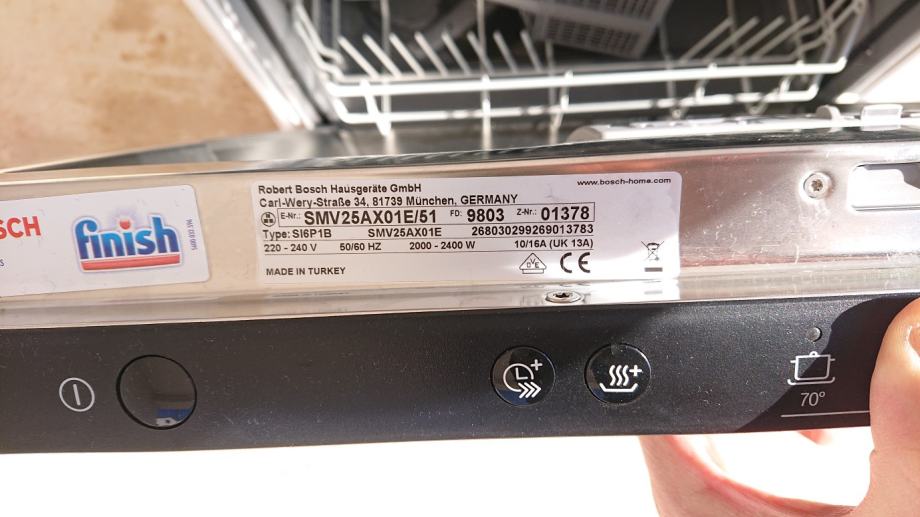 Robert Bosch Hausgeräte GmbH
www.bosch-home.com
Carl-Wery-Straße 34, 81739 München, GERMANY
E-Nr.: SMV25AX01E/51 FD: 9803 Z-Nr.: 01378
Type: SI6P1B SMV25AX01E 268030299269013783
220 - 240 V 50/60 HZ 2000 - 2400 W 10/16A (UK 13A)
MADE IN TURKEY
VDE CE
SCH
finish
70°